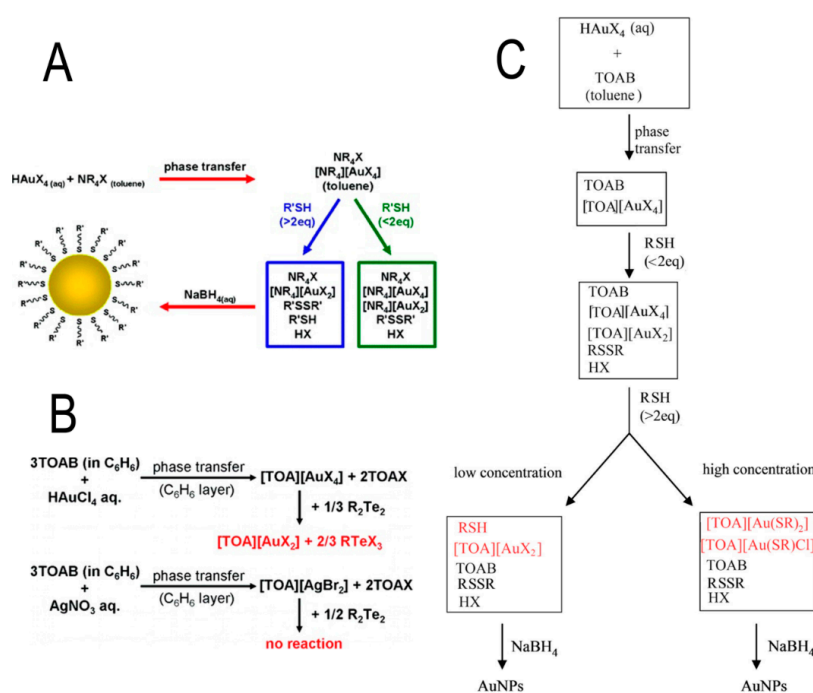 A
HAuX₄ (aq) + NR₄X (toluene)
phase transfer
NR₄X
[NR₄][AuX₄]
(toluene)
R'SH
(>2eq)
R'SH
(<2eq)
NR₄X
[NR₄][AuX₂]
R'SSR'
R'SH
HX
NR₄X
[NR₄][AuX₄]
[NR₄][AuX₂]
R'SSR'
HX
NaBH₄(aq)
R' R' R' R' R' R' R' R' R' R' R' R' R' R' R' R'
S S S S S S S S S S S S S S S S
B
3TOAB (in C₆H₆)
+
HAuCl₄ aq.
phase transfer
(C₆H₆ layer)
[TOA][AuX₄] + 2TOAX
+ 1/3 R₂Te₂
[TOA][AuX₂] + 2/3 RTeX₃
3TOAB (in C₆H₆)
+
AgNO₃ aq.
phase transfer
(C₆H₆ layer)
[TOA][AgBr₂] + 2TOAX
+ 1/2 R₂Te₂
no reaction
C
HAuX₄ (aq)
+
TOAB
(toluene)
phase
transfer
TOAB
[TOA][AuX₄]
RSH
(<2eq)
TOAB
[TOA][AuX₄]
[TOA][AuX₂]
RSSR
HX
RSH
(>2eq)
low concentration
high concentration
RSH
[TOA][AuX₂]
TOAB
RSSR
HX
[TOA][Au(SR)₂]
[TOA][Au(SR)Cl]
TOAB
RSSR
HX
NaBH₄
NaBH₄
AuNPs
AuNPs